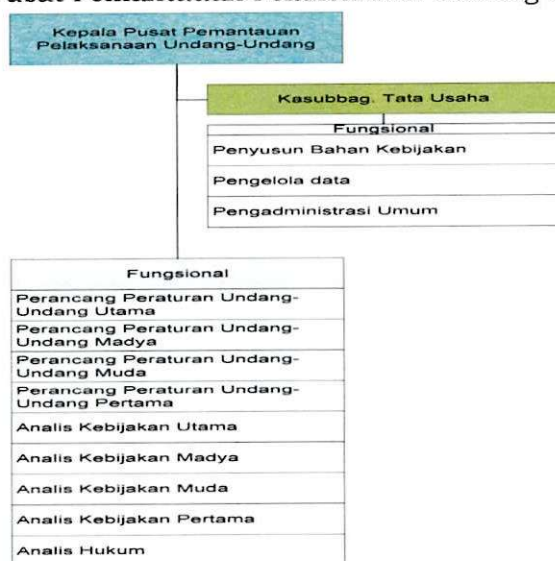 Kepala Pusat Pemantauan
Pelaksanaan Undang-Undang
Kasubbag. Tata Usaha
Fungsional
Penyusun Bahan Kebijakan
Pengelola data
Pengadministrasi Umum
Fungsional
Perancang Peraturan Undang-
Undang Utama
Perancang Peraturan Undang-
Undang Madya
Perancang Peraturan Undang-
Undang Muda
Perancang Peraturan Undang-
Undang Pertama
Analis Kebijakan Utama
Analis Kebijakan Madya
Analis Kebijakan Muda
Analis Kebijakan Pertama
Analis Hukum